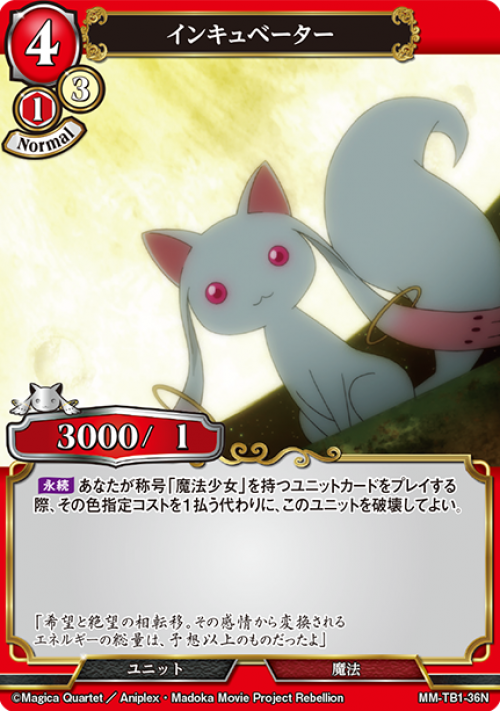 4
インキュベーター
1
3
Normal
3000/ 1
永続 あなたが称号「魔法少女」を持つユニットカードをプレイする
際、その色指定コストを1払う代わりに、このユニットを破壊してよい。
「希望と絶望の相転移。その感情から変換される
エネルギーの総量は、予想以上のものだったよ」
ユニット
魔法
©Magica Quartet／Aniplex・Madoka Movie Project Rebellion
MM-TB1-36N